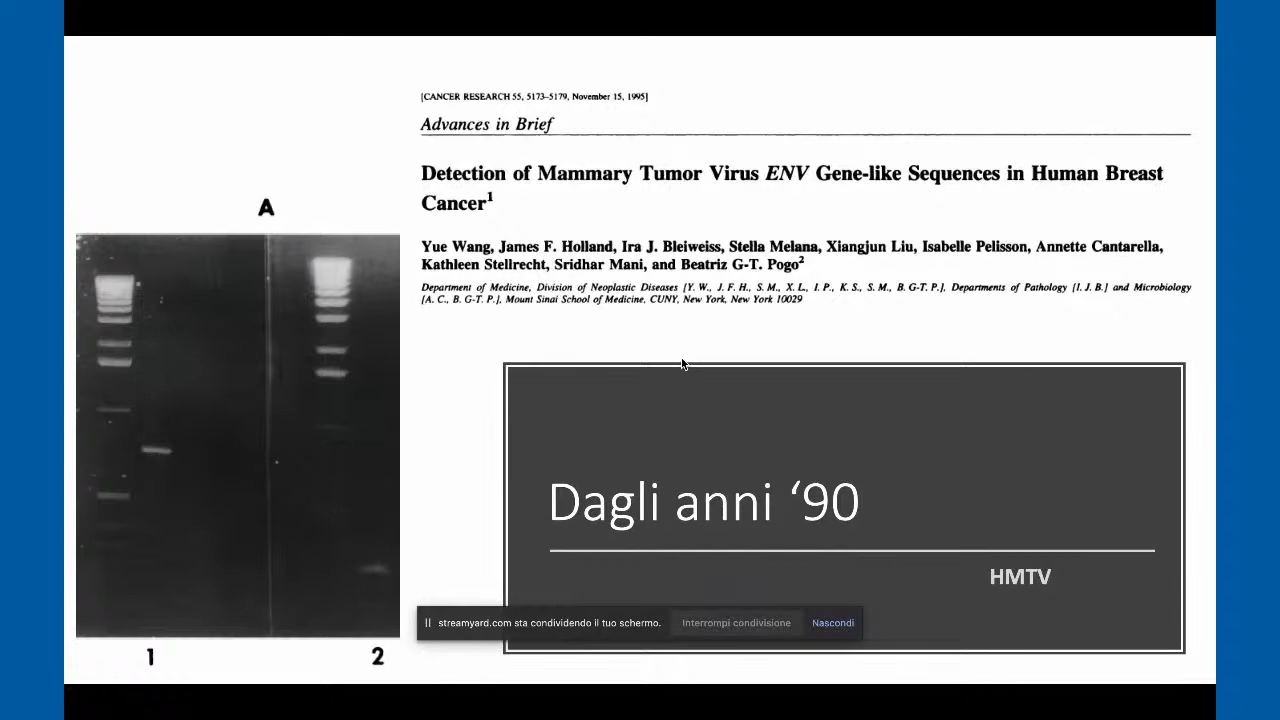 [CANCER RESEARCH 55, 5173–5179, November 15, 1995]
Advances in Brief
Detection of Mammary Tumor Virus ENV Gene-like Sequences in Human Breast
Cancer1
Yue Wang, James F. Holland, Ira J. Bleiweiss, Stella Melana, Xiangjun Liu, Isabelle Pelisson, Annette Cantarella,
Kathleen Stellrecht, Sridhar Mani, and Beatriz G-T. Pogo2
Department of Medicine, Division of Neoplastic Diseases [Y. W., J. F. H., S. M., X. L., I. P., K. S., S. M., B. G-T. P.], Departments of Pathology [I. J. B.] and Microbiology
[A. C., B. G-T. P.], Mount Sinai School of Medicine, CUNY, New York, New York 10029
A
1
2
Dagli anni ‘90
HMTV
streamyard.com sta condividendo il tuo schermo.
Interrompi condivisione
Nascondi